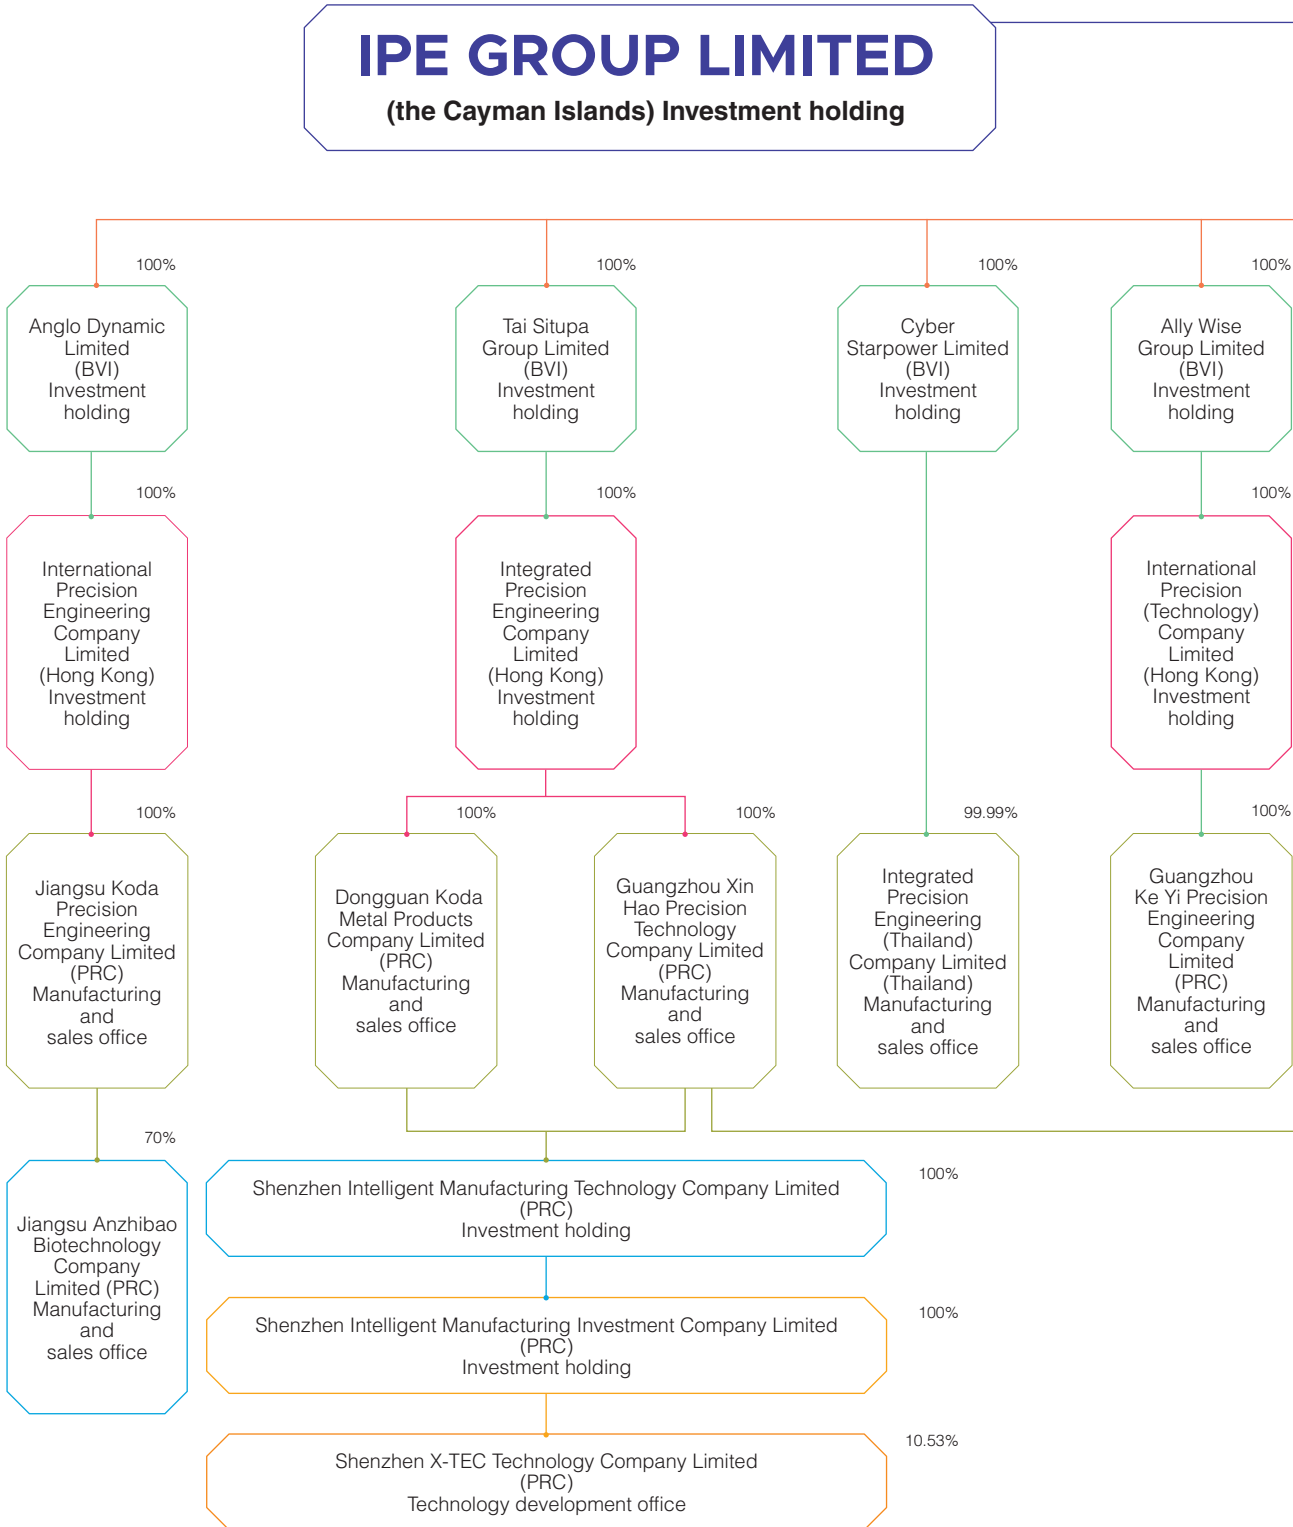 IPE GROUP LIMITED
(the Cayman Islands) Investment holding
100%
Anglo Dynamic
Limited
(BVI)
Investment
holding
100%
Tai Situpa
Group Limited
(BVI)
Investment
holding
100%
Cyber
Starpower Limited
(BVI)
Investment
holding
100%
Ally Wise
Group Limited
(BVI)
Investment
holding
100%
International
Precision
Engineering
Company
Limited
(Hong Kong)
Investment
holding
100%
Integrated
Precision
Engineering
Company
Limited
(Hong Kong)
Investment
holding
100%
International
Precision
(Technology)
Company
Limited
(Hong Kong)
Investment
holding
100%
Jiangsu Koda
Precision
Engineering
Company Limited
(PRC)
Manufacturing
and
sales office
100%
Dongguan Koda
Metal Products
Company Limited
(PRC)
Manufacturing
and
sales office
100%
Guangzhou Xin
Hao Precision
Technology
Company Limited
(PRC)
Manufacturing
and
sales office
99.99%
Integrated
Precision
Engineering
(Thailand)
Company Limited
(Thailand)
Manufacturing
and
sales office
100%
Guangzhou
Ke Yi Precision
Engineering
Company
Limited
(PRC)
Manufacturing
and
sales office
70%
Jiangsu Anzhibao
Biotechnology
Company
Limited (PRC)
Manufacturing
and
sales office
100%
Shenzhen Intelligent Manufacturing Technology Company Limited
(PRC)
Investment holding
100%
Shenzhen Intelligent Manufacturing Investment Company Limited
(PRC)
Investment holding
10.53%
Shenzhen X-TEC Technology Company Limited
(PRC)
Technology development office